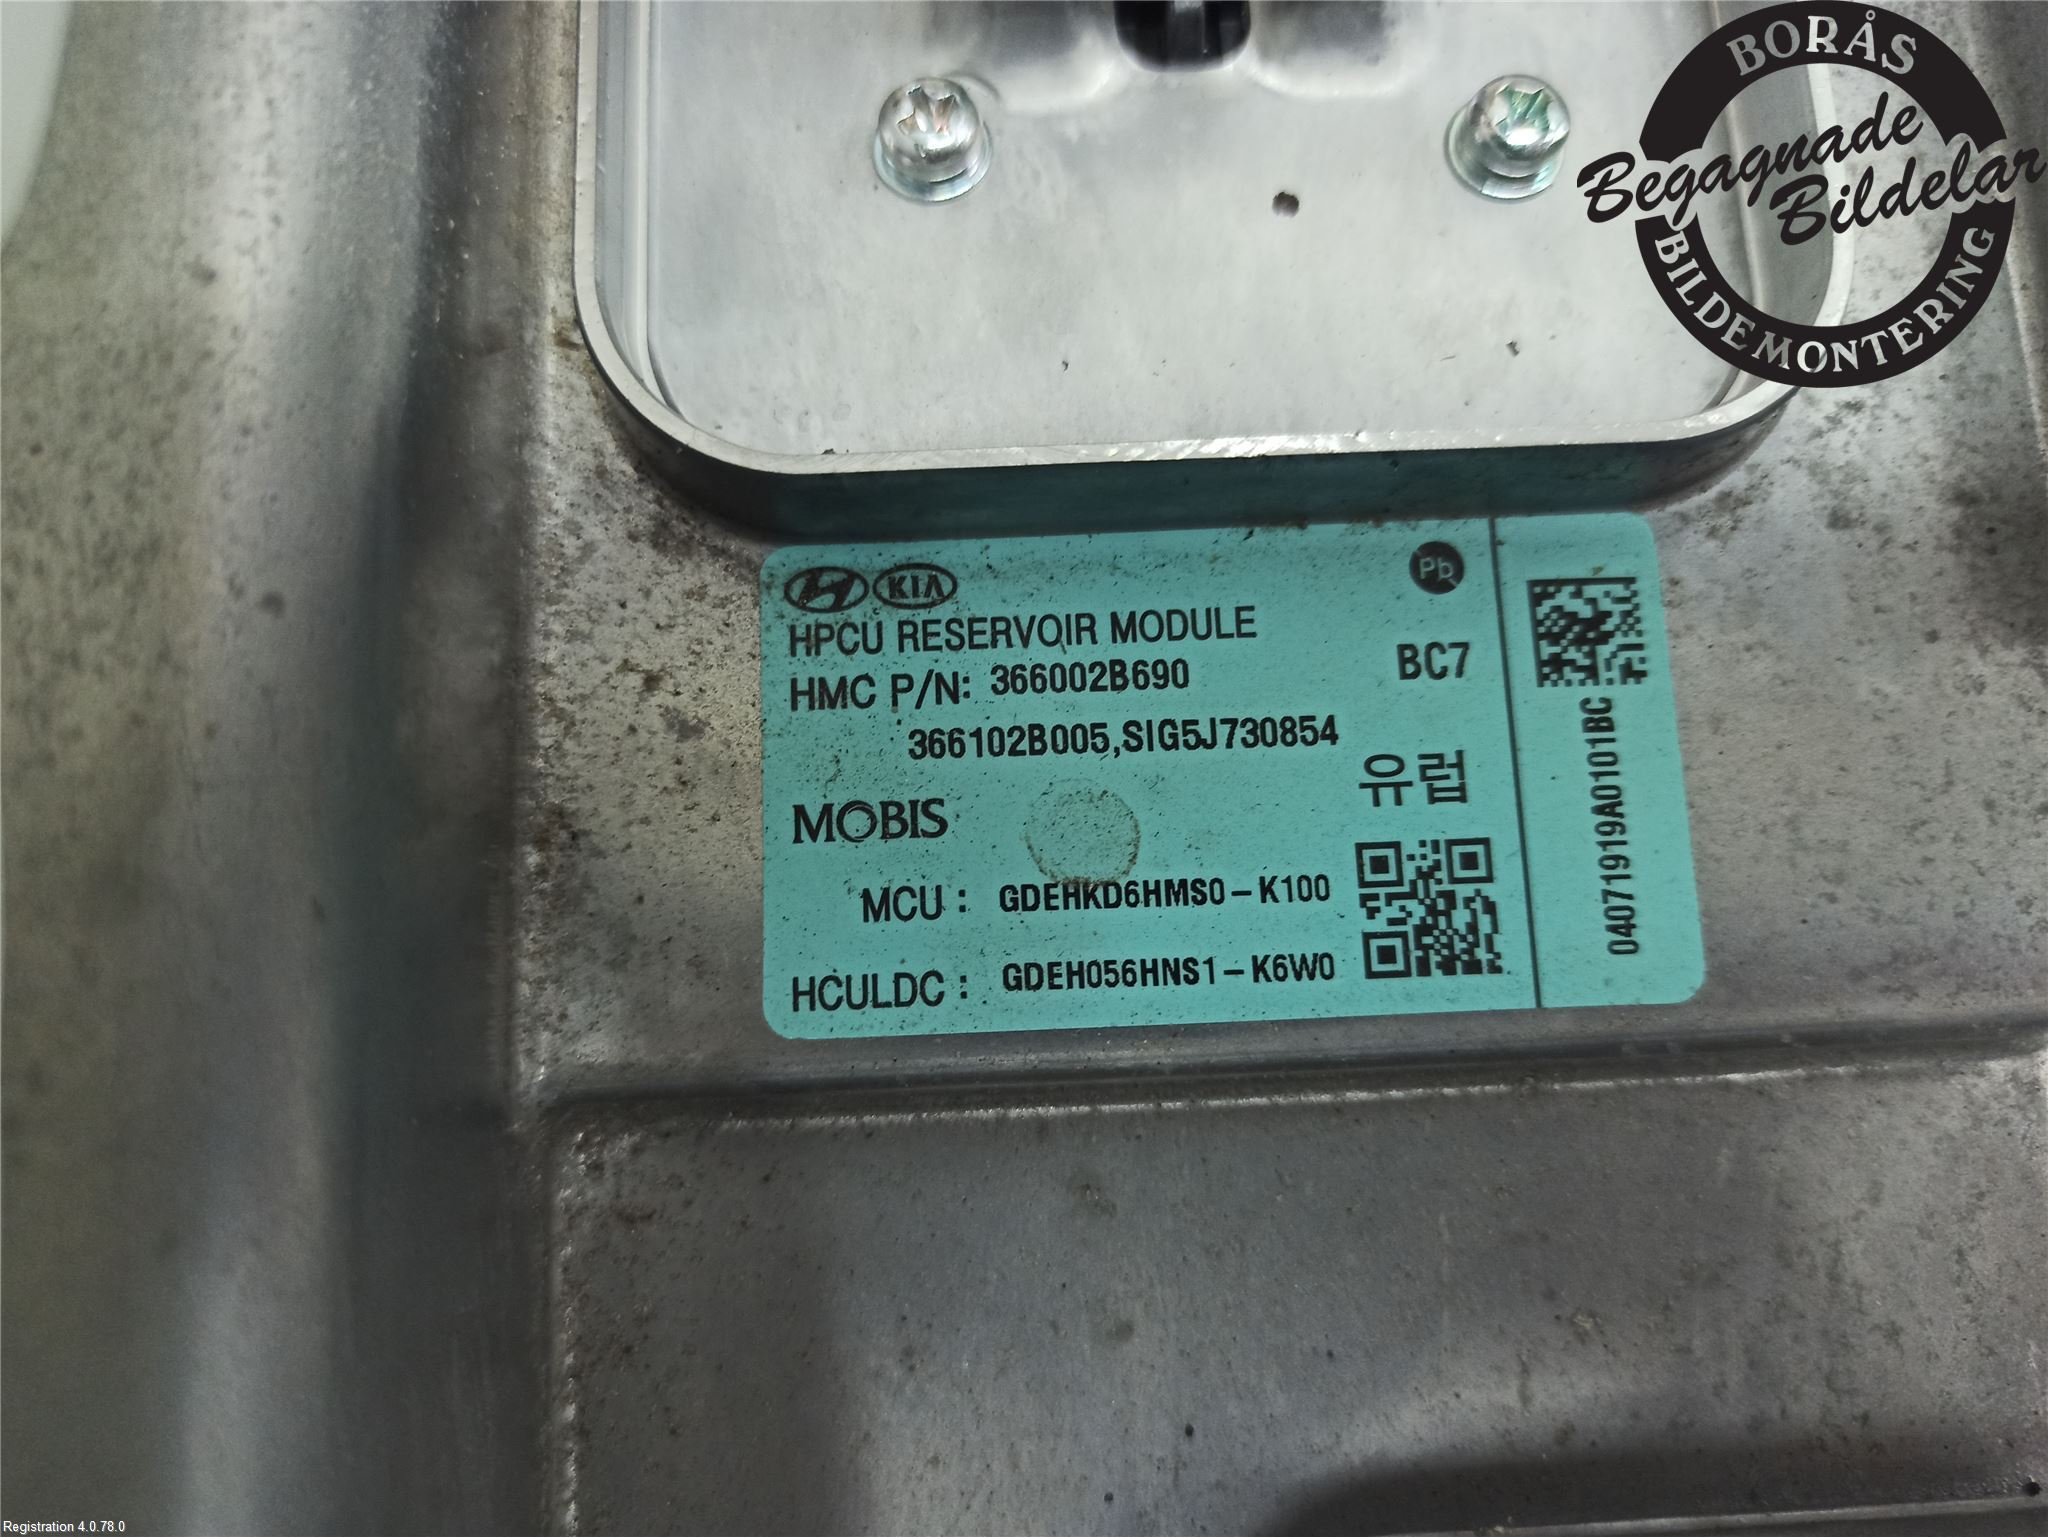 BORÅS
Begagnade
Bildelar
BILDEMONTERING
KIA
Pb
HPCU RESERVOIR MODULE
HMC P/N: 366002B690
BC7
366102B005,SIG5J730854
유럽
MOBIS
MCU : GDEHKD6HMS0-K100
HCULDC : GDEH056HNS1-K6W0
04071919A0101BC
Registration 4.0.78.0